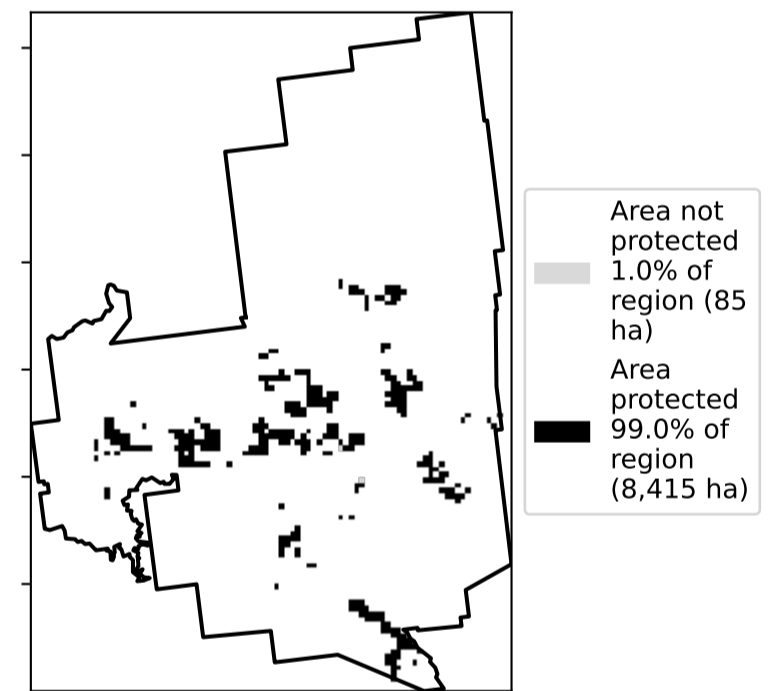 Area not
protected
1.0% of
region (85
ha)
Area
protected
99.0% of
region
(8,415 ha)